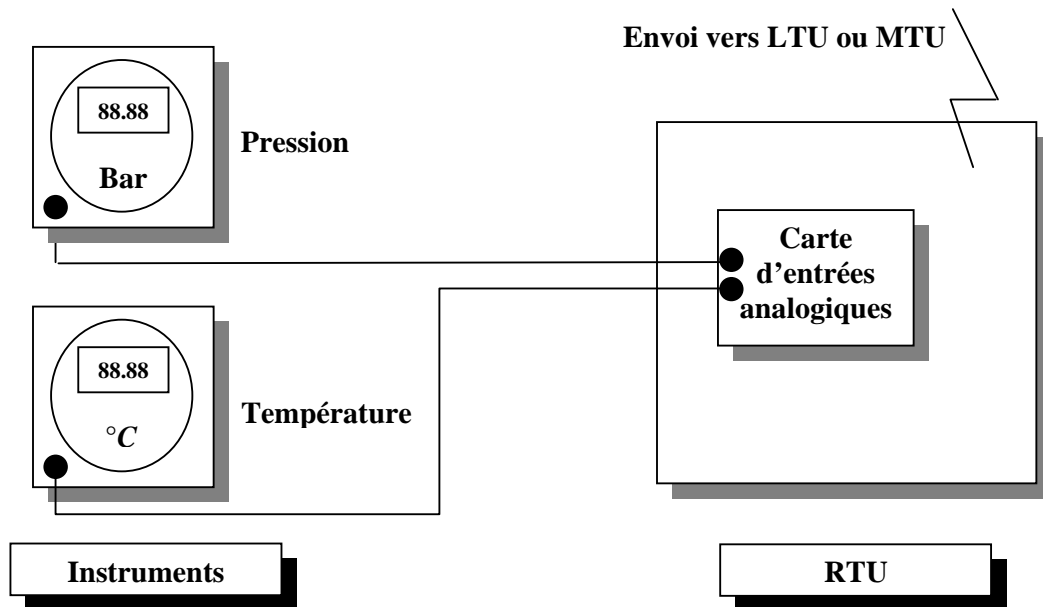 Envoi vers LTU ou MTU
88.88
Bar
Pression
Carte
d’entrées
analogiques
88.88
°C
Température
Instruments
RTU